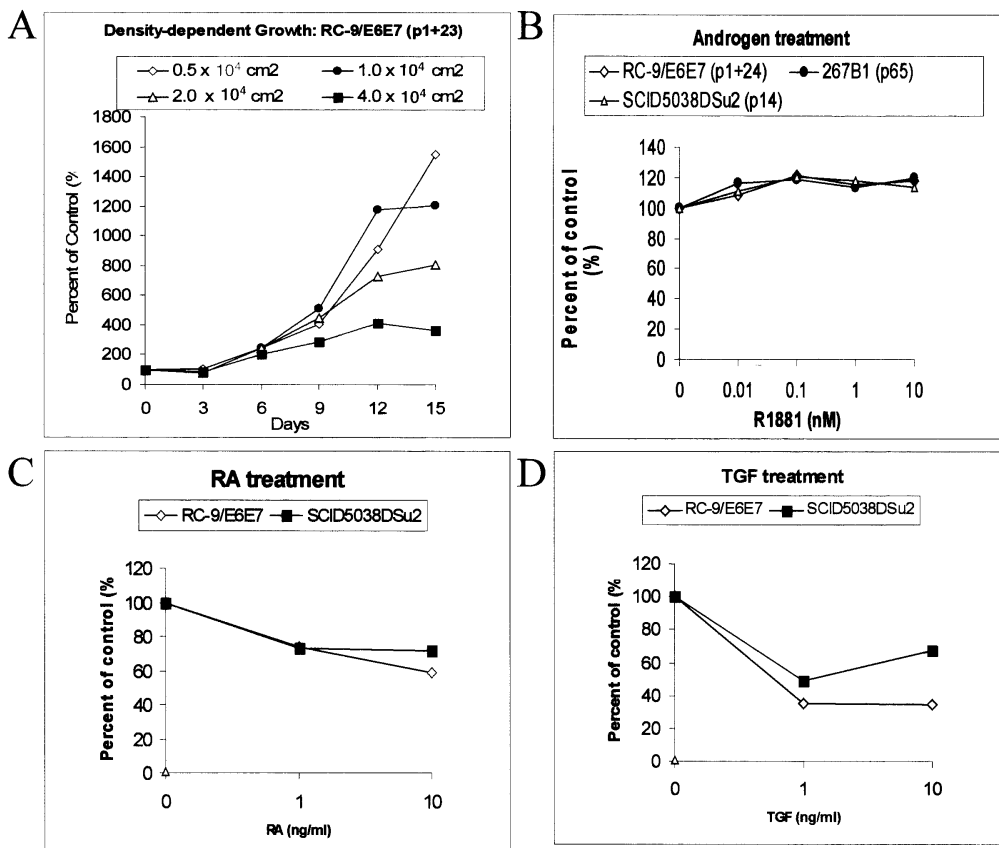 A
Density-dependent Growth: RC-9/E6E7 (p1+23)
0.5 x 10⁴ cm2
1.0 x 10⁴ cm2
2.0 x 10⁴ cm2
4.0 x 10⁴ cm2
Percent of Control (%
1800
1600
1400
1200
1000
800
600
400
200
0
0 3 6 9 12 15
Days
B
Androgen treatment
RC-9/E6E7 (p1+24)
267B1 (p65)
SCID5038DSu2 (p14)
Percent of control
(%)
140
120
100
80
60
40
20
0
0 0.01 0.1 1 10
R1881 (nM)
C
RA treatment
RC-9/E6E7
SCID5038DSu2
Percent of control (%
120
100
80
60
40
20
0
0 1 10
RA (ng/ml)
D
TGF treatment
RC-9/E6E7
SCID5038DSu2
Percent of control (%
120
100
80
60
40
20
0
0 1 10
TGF (ng/ml)